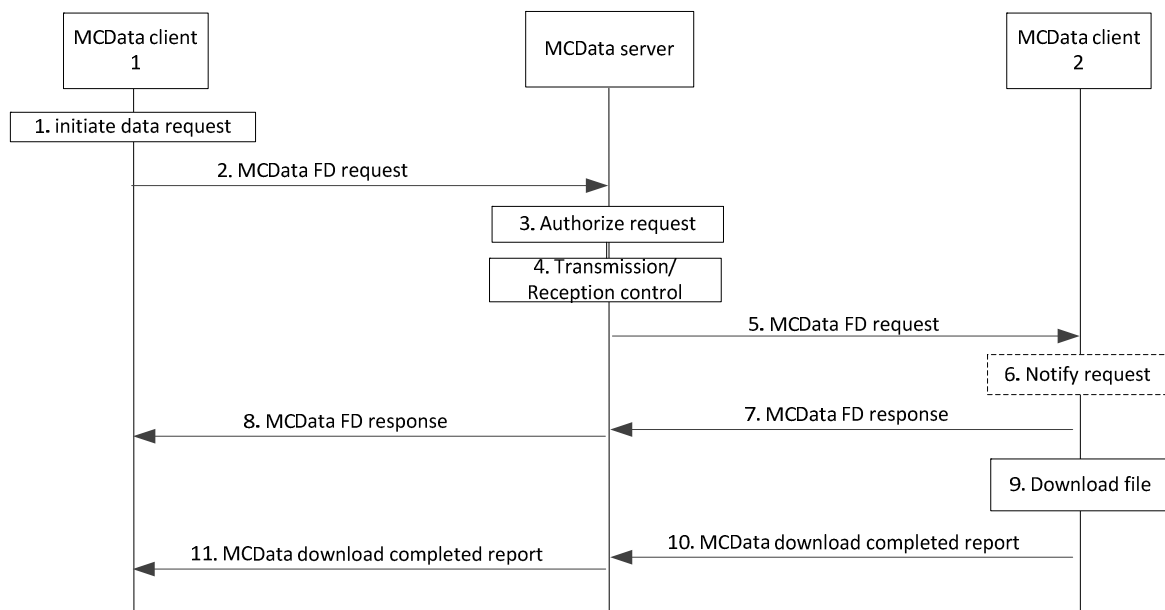 MCData client
1
MCData server
MCData client
2
1. initiate data request
2. MCData FD request
3. Authorize request
4. Transmission/
Reception control
5. MCData FD request
6. Notify request
7. MCData FD response
8. MCData FD response
9. Download file
10. MCData download completed report
11. MCData download completed report